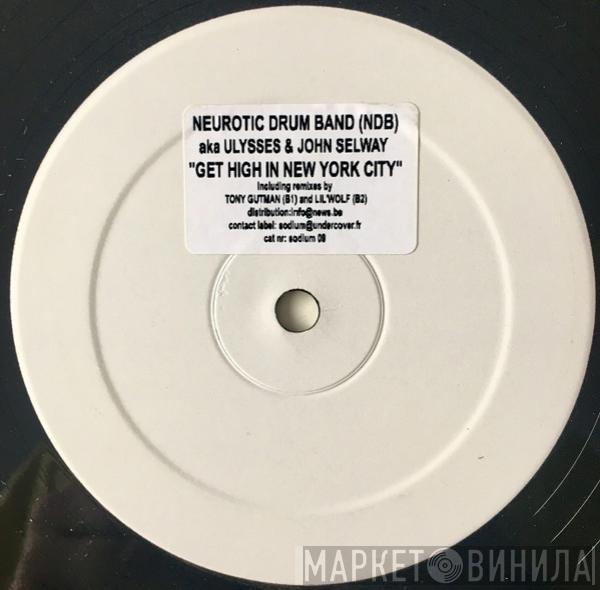 NEUROTIC DRUM BAND (NDB)
aka ULYSSES & JOHN SELWAY
"GET HIGH IN NEW YORK CITY"
including remixes by
TONY GUTMAN (B1) and LIL'WOLF (B2)
distribution:info@news.be
contact label: sodium@undercover.fr
cat nr: sodium 08
МАРКЕТ ВИНИЛА